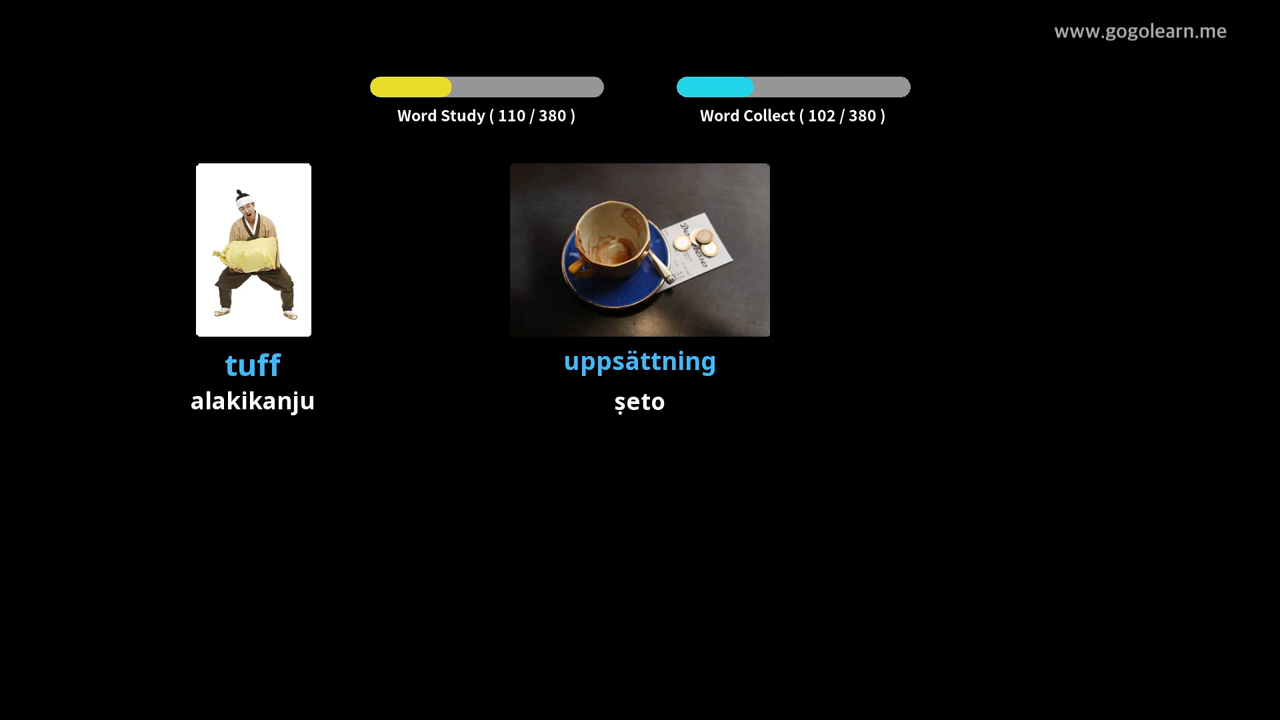 www.gogolearn.me
Word Study ( 110 / 380 )
Word Collect ( 102 / 380 )
tuff
alakikanju
uppsättning
ṣeto